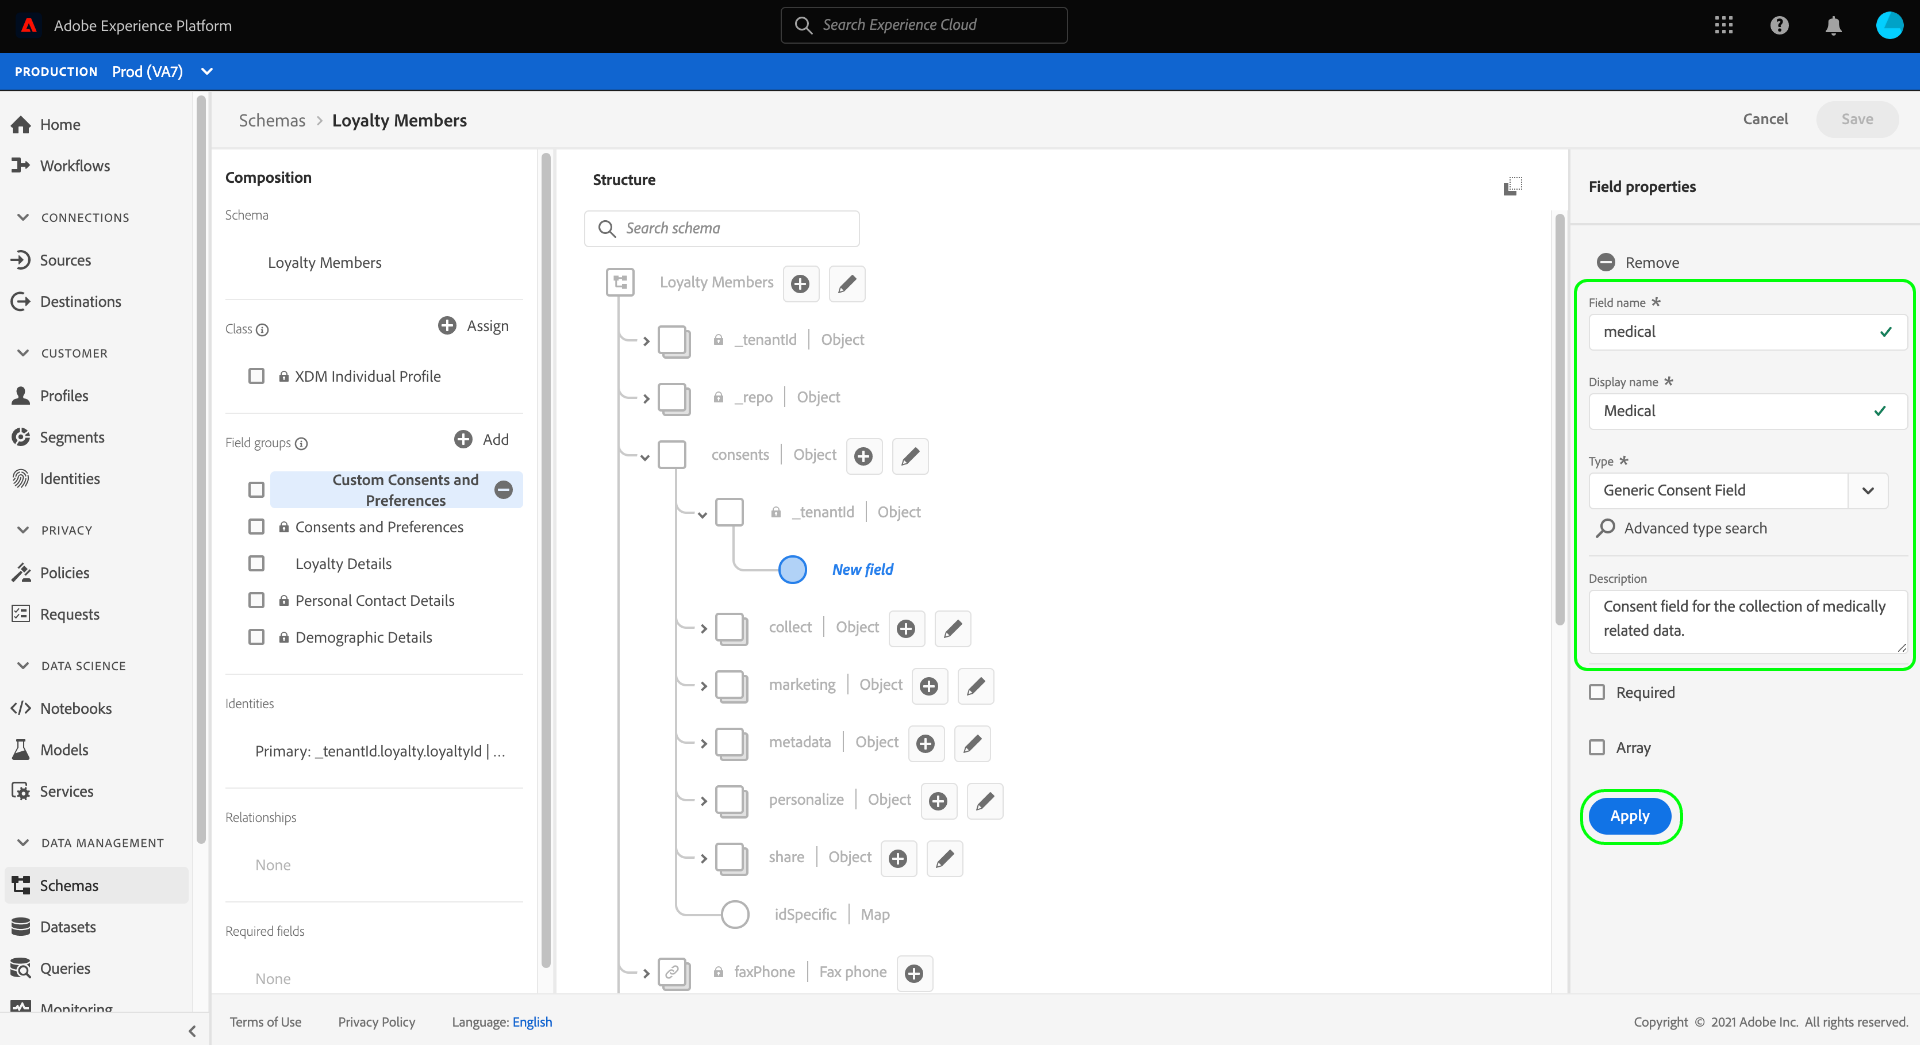 Adobe Experience Platform
Search Experience Cloud
PRODUCTION Prod (VA7)
Home
Workflows
CONNECTIONS
Sources
Destinations
CUSTOMER
Profiles
Segments
Identities
PRIVACY
Policies
Requests
DATA SCIENCE
Notebooks
Models
Services
DATA MANAGEMENT
Schemas
Datasets
Queries
Monitoring
Schemas > Loyalty Members
Cancel
Save
Composition
Schema
Loyalty Members
Class
Assign
XDM Individual Profile
Field groups
Add
Custom Consents and
Preferences
Consents and Preferences
Loyalty Details
Personal Contact Details
Demographic Details
Identities
Primary: _tenantId.loyalty.loyaltyId | ...
Relationships
None
Required fields
None
Structure
Search schema
Loyalty Members
_tenantId | Object
_repo | Object
consents | Object
_tenantId | Object
New field
collect | Object
marketing | Object
metadata | Object
personalize | Object
share | Object
idSpecific | Map
faxPhone | Fax phone
Field properties
Remove
Field name *
medical
Display name *
Medical
Type *
Generic Consent Field
Advanced type search
Description
Consent field for the collection of medically
related data.
Required
Array
Apply
Terms of Use
Privacy Policy
Language: English
Copyright © 2021 Adobe Inc. All rights reserved.